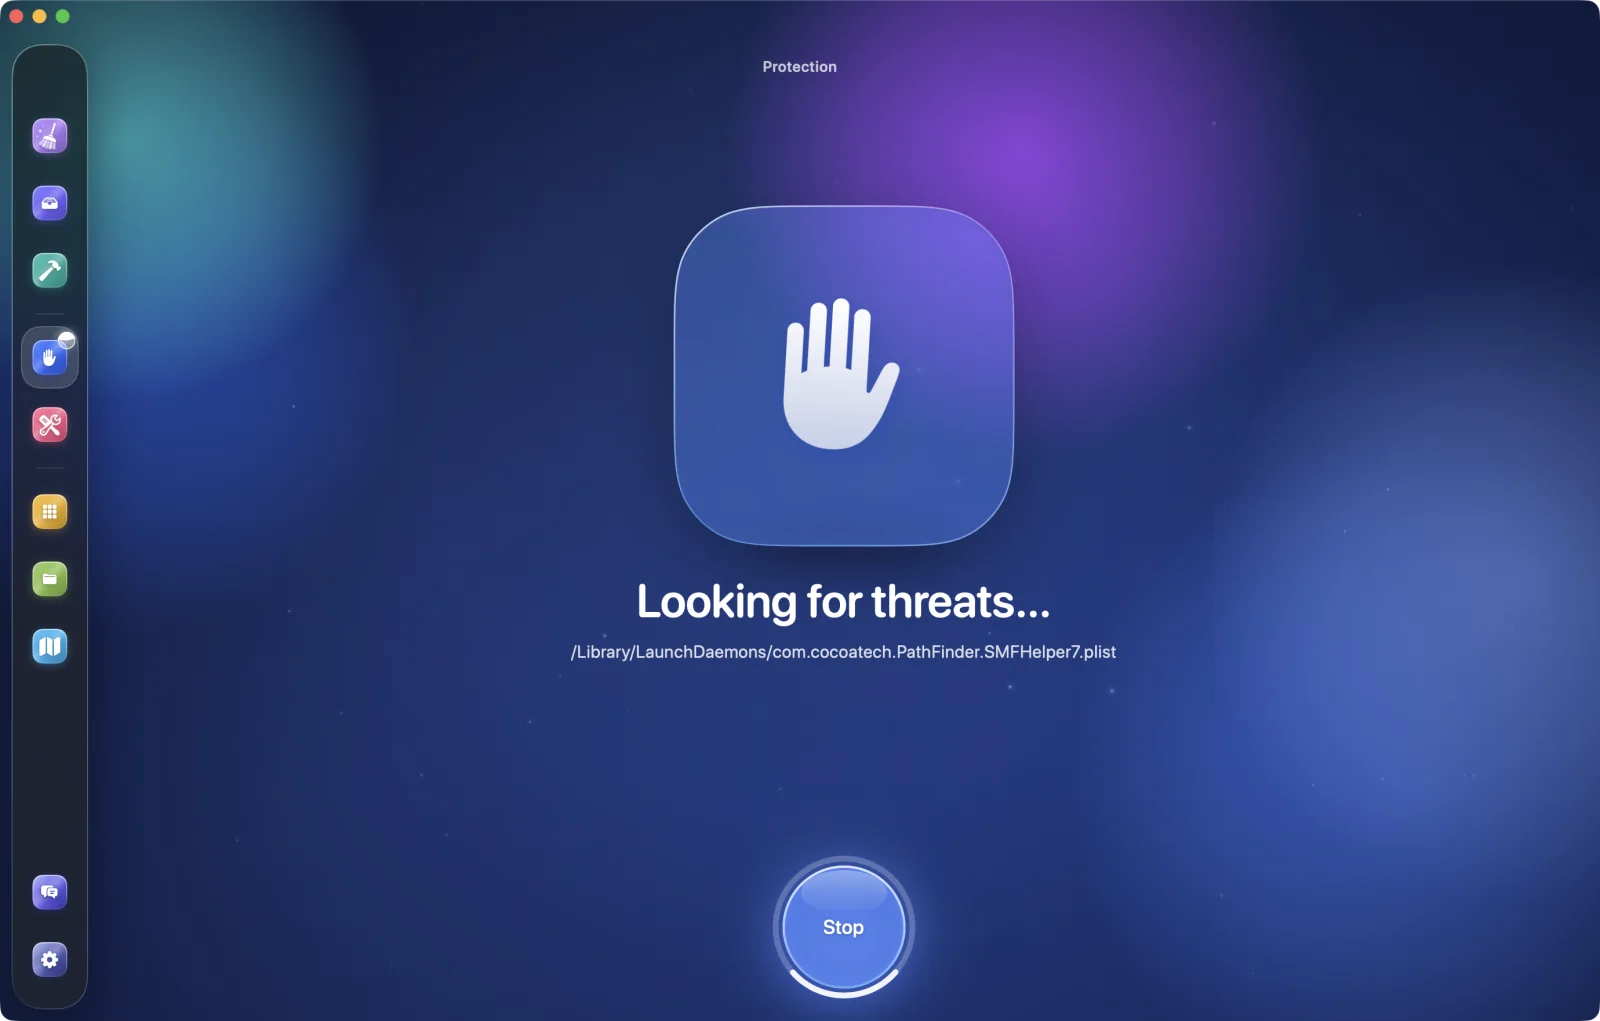 Protection
Looking for threats...
/Library/LaunchDaemons/com.cocoatech.PathFinder.SMFHelper7.plist
Stop